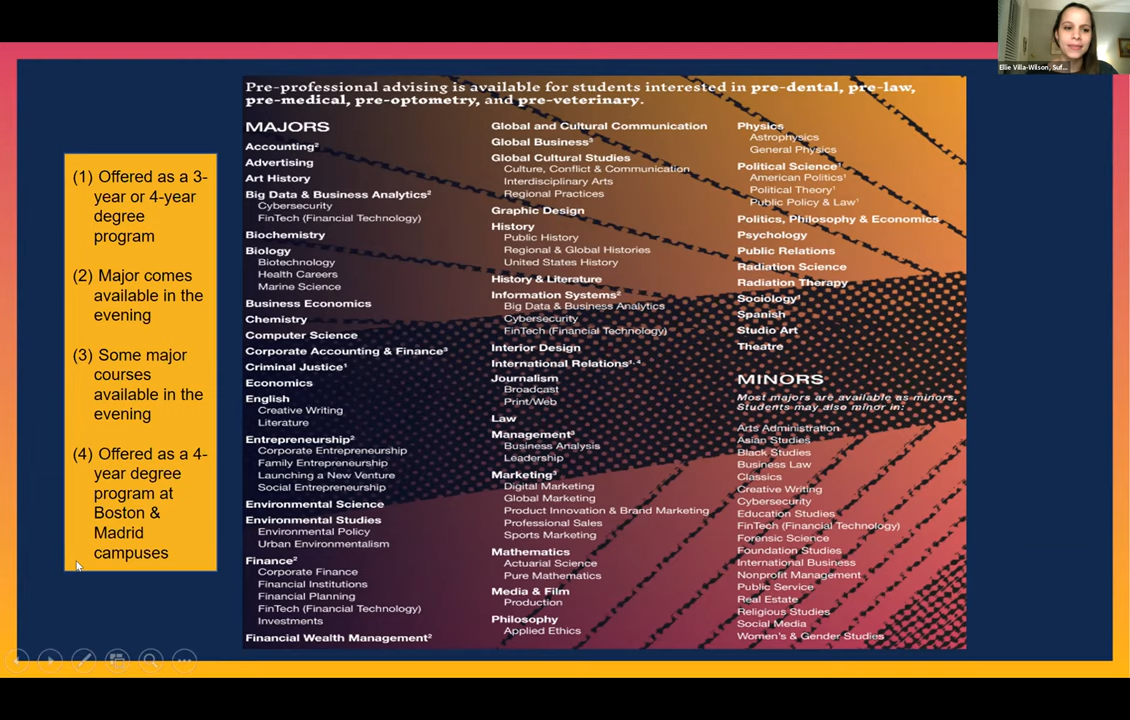 Ellie Villa-Wilson, Suf...
Pre-professional advising is available for students interested in pre-dental, pre-law,
pre-medical, pre-optometry, and pre-veterinary.
(1) Offered as a 3-
year or 4-year
degree
program
(2) Major comes
available in the
evening
(3) Some major
courses
available in the
evening
(4) Offered as a 4-
year degree
program at
Boston &
Madrid
campuses
MAJORS
Accounting²
Advertising
Art History
Big Data & Business Analytics²
Cybersecurity
FinTech (Financial Technology)
Biochemistry
Biology
Biotechnology
Health Careers
Marine Science
Business Economics
Chemistry
Computer Science
Corporate Accounting & Finance³
Criminal Justice¹
Economics
English
Creative Writing
Literature
Entrepreneurship²
Corporate Entrepreneurship
Family Entrepreneurship
Launching a New Venture
Social Entrepreneurship
Environmental Science
Environmental Studies
Environmental Policy
Urban Environmentalism
Finance²
Corporate Finance
Financial Institutions
Financial Planning
FinTech (Financial Technology)
Investments
Financial Wealth Management²
Global and Cultural Communication
Global Business³
Global Cultural Studies
Culture, Conflict & Communication
Interdisciplinary Arts
Regional Practices
Graphic Design
History
Public History
Regional & Global Histories
United States History
History & Literature
Information Systems²
Big Data & Business Analytics
Cybersecurity
FinTech (Financial Technology)
Interior Design
International Relations¹·⁴
Journalism
Broadcast
Print/Web
Law
Management³
Business Analysis
Leadership
Marketing³
Digital Marketing
Global Marketing
Product Innovation & Brand Marketing
Professional Sales
Sports Marketing
Mathematics
Actuarial Science
Pure Mathematics
Media & Film
Production
Philosophy
Applied Ethics
Physics
Astrophysics
General Physics
Political Science¹
American Politics¹
Political Theory¹
Public Policy & Law¹
Politics, Philosophy & Economics
Psychology
Public Relations
Radiation Science
Radiation Therapy
Sociology¹
Spanish
Studio Art
Theatre
MINORS
Most majors are available as minors.
Students may also minor in:
Arts Administration
Asian Studies
Black Studies
Business Law
Classics
Creative Writing
Cybersecurity
Education Studies
FinTech (Financial Technology)
Forensic Science
Foundation Studies
International Business
Nonprofit Management
Public Service
Real Estate
Religious Studies
Social Media
Women's & Gender Studies